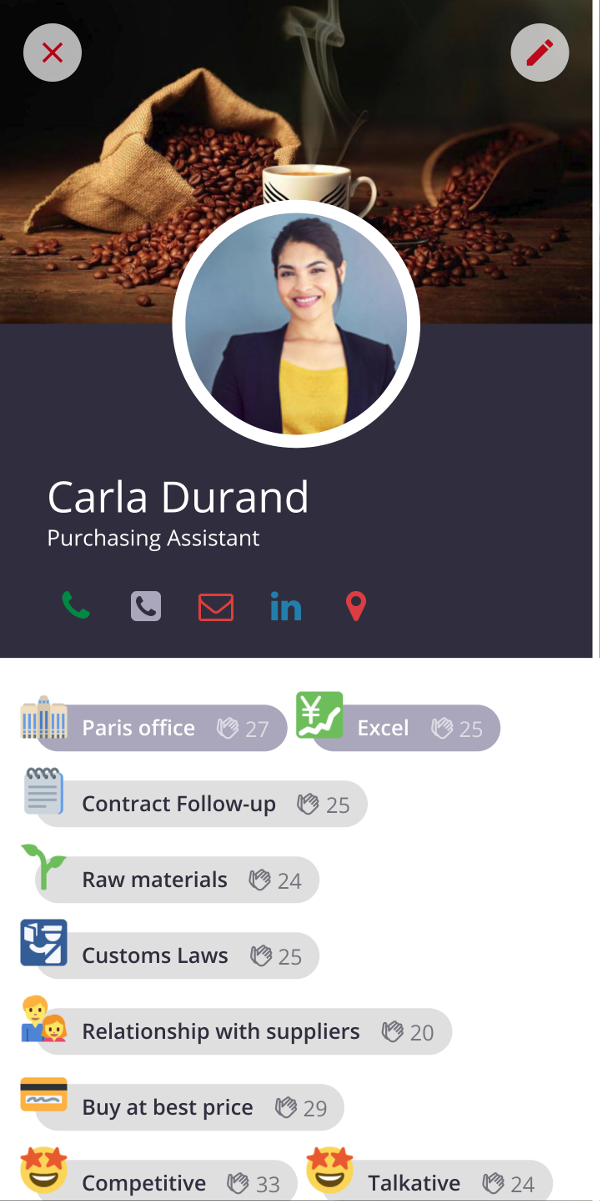 Carla Durand
Purchasing Assistant
in
Paris office 27 Excel 25
Contract Follow-up 25
Raw materials 24
Customs Laws 25
Relationship with suppliers 20
Buy at best price 29
Competitive 33 Talkative 24